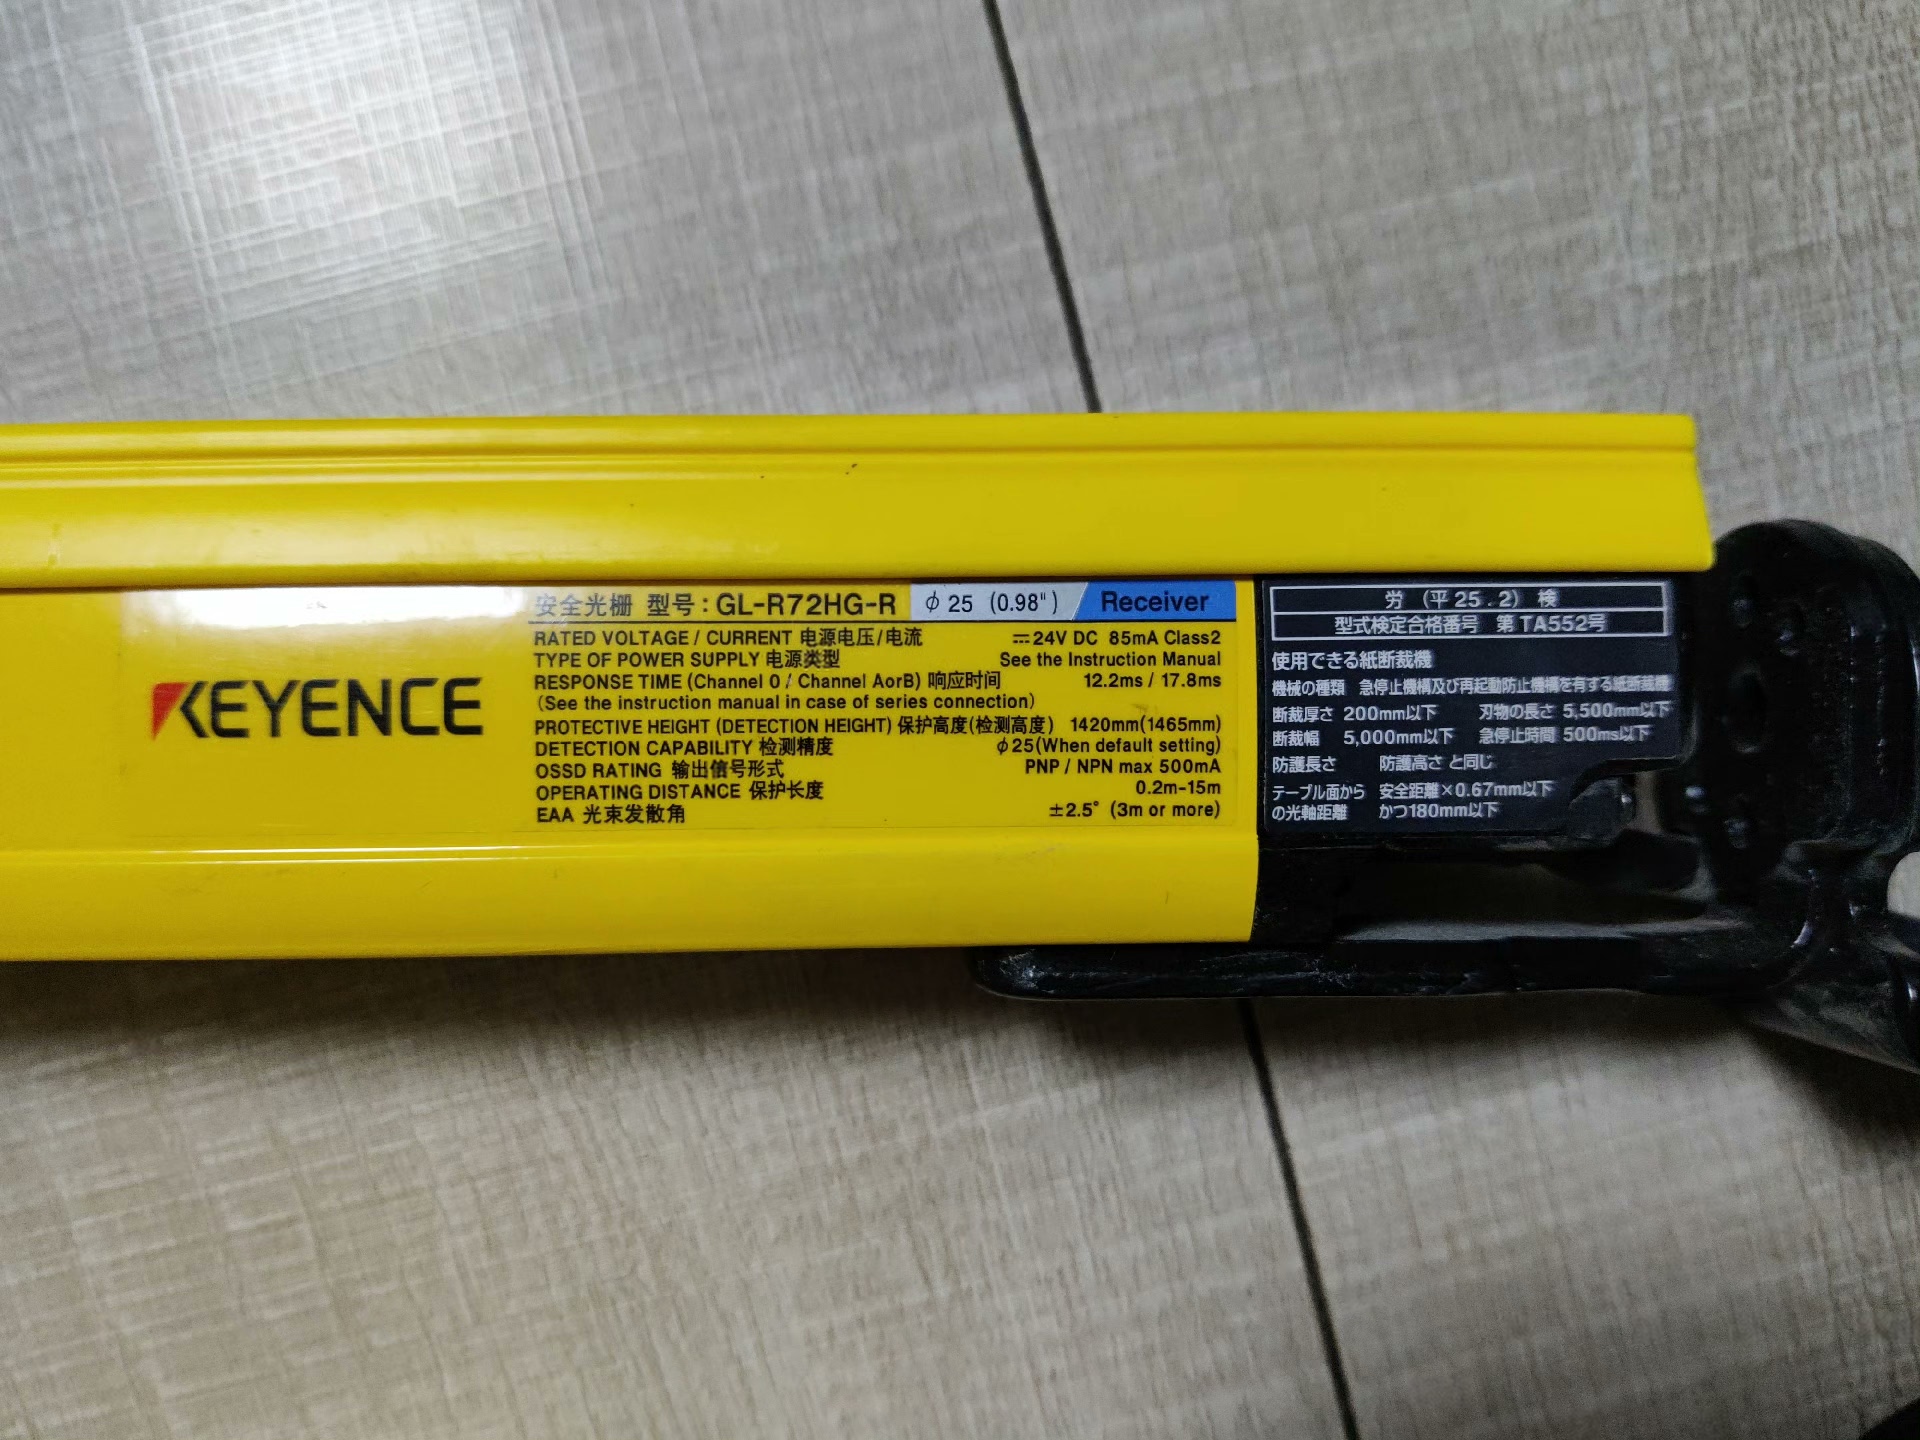 KEYENCE
安全光栅 型号:GL-R72HG-R φ25 (0.98") Receiver
RATED VOLTAGE / CURRENT 电源电压/电流 ⎓24V DC 85mA Class2
TYPE OF POWER SUPPLY 电源类型 See the Instruction Manual
RESPONSE TIME (Channel 0 / Channel AorB) 响应时间 12.2ms / 17.8ms
(See the instruction manual in case of series connection)
PROTECTIVE HEIGHT (DETECTION HEIGHT) 保护高度(检测高度) 1420mm(1465mm)
DETECTION CAPABILITY 检测精度 φ25(When default setting)
OSSD RATING 输出信号形式 PNP / NPN max 500mA
OPERATING DISTANCE 保护长度 0.2m-15m
EAA 光束发散角 ±2.5° (3m or more)
労 (平25.2) 検
型式検定合格番号 第TA552号
使用できる紙断裁機
機械の種類 急停止機構及び再起動防止機構を有する紙断裁機
断裁厚さ 200mm以下 刃物の長さ 5,500mm以下
断裁幅 5,000mm以下 急停止時間 500ms以下
防護長さ 防護高さ と同じ
テーブル面から 安全距離×0.67mm以下
の光軸距離 かつ180mm以下